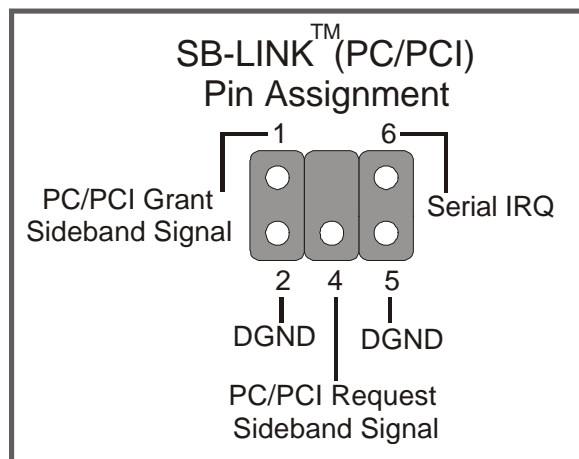 SB-LINK™(PC/PCI)
Pin Assignment
1 6
PC/PCI Grant
Sideband Signal
Serial IRQ
2 4 5
DGND DGND
PC/PCI Request
Sideband Signal